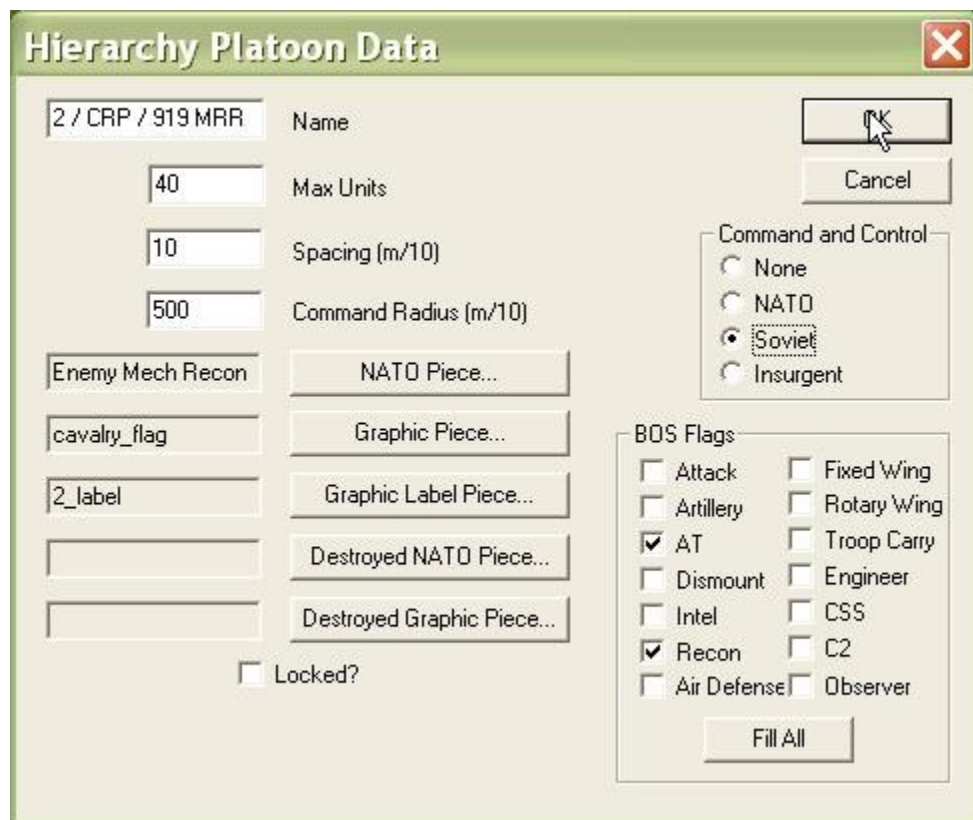 Hierarchy Platoon Data
2 / CRP / 919 MRR Name
OK
40 Max Units
Cancel
10 Spacing (m/10)
500 Command Radius (m/10)
Command and Control
None
NATO
Soviet
Insurgent
Enemy Mech Recon NATO Piece...
cavalry_flag Graphic Piece...
2_label Graphic Label Piece...
Destroyed NATO Piece...
Destroyed Graphic Piece...
Locked?
BOS Flags
Attack Fixed Wing
Artillery Rotary Wing
AT Troop Carry
Dismount Engineer
Intel CSS
Recon C2
Air Defense Observer
Fill All